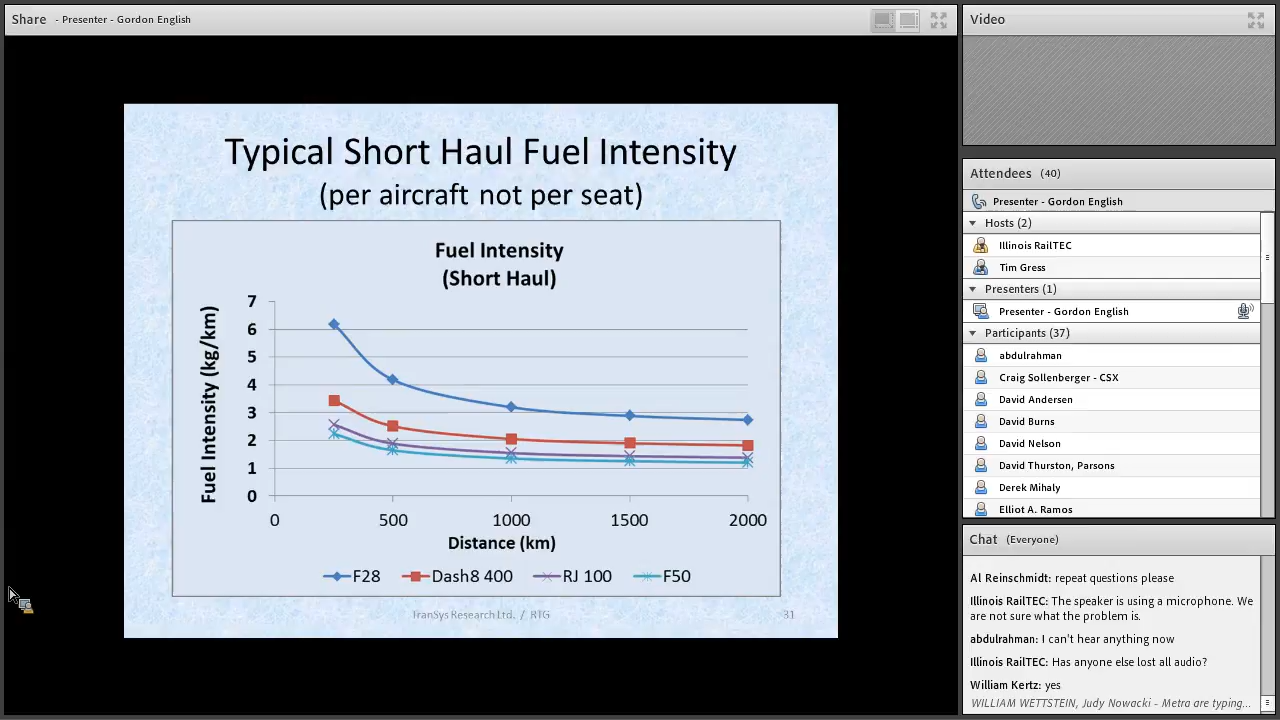 Share - Presenter - Gordon English
Typical Short Haul Fuel Intensity
(per aircraft not per seat)
Fuel Intensity
(Short Haul)
Fuel Intensity (kg/km)
7
6
5
4
3
2
1
0
0 500 1000 1500 2000
Distance (km)
F28 Dash8 400 RJ 100 F50
TranSys Research Ltd. / RTG 31
Video
Attendees (40)
Presenter - Gordon English
Hosts (2)
Illinois RailTEC
Tim Gress
Presenters (1)
Presenter - Gordon English
Participants (37)
abdulrahman
Craig Sollenberger - CSX
David Andersen
David Burns
David Nelson
David Thurston, Parsons
Derek Mihaly
Elliot A. Ramos
Chat (Everyone)
Al Reinschmidt: repeat questions please
Illinois RailTEC: The speaker is using a microphone. We
are not sure what the problem is.
abdulrahman: I can't hear anything now
Illinois RailTEC: Has anyone else lost all audio?
William Kertz: yes
WILLIAM WETTSTEIN, Judy Nowacki - Metra are typing...